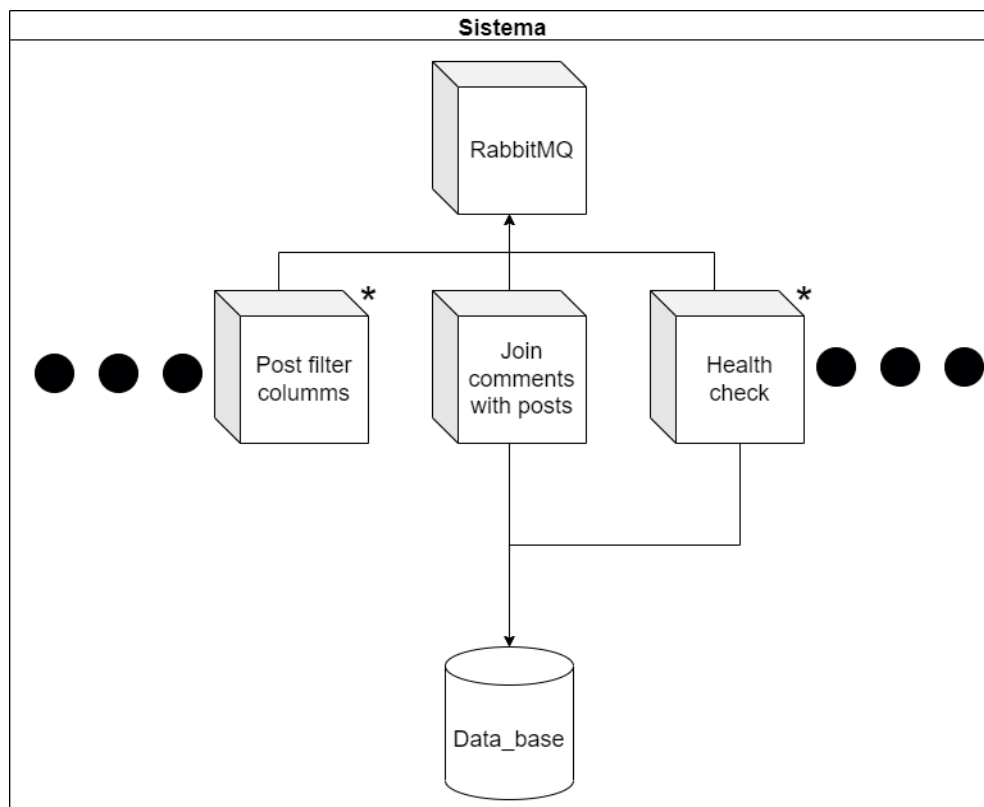 Sistema
RabbitMQ
*
*
Post filter
columms
Join
comments
with posts
Health
check
Data_base